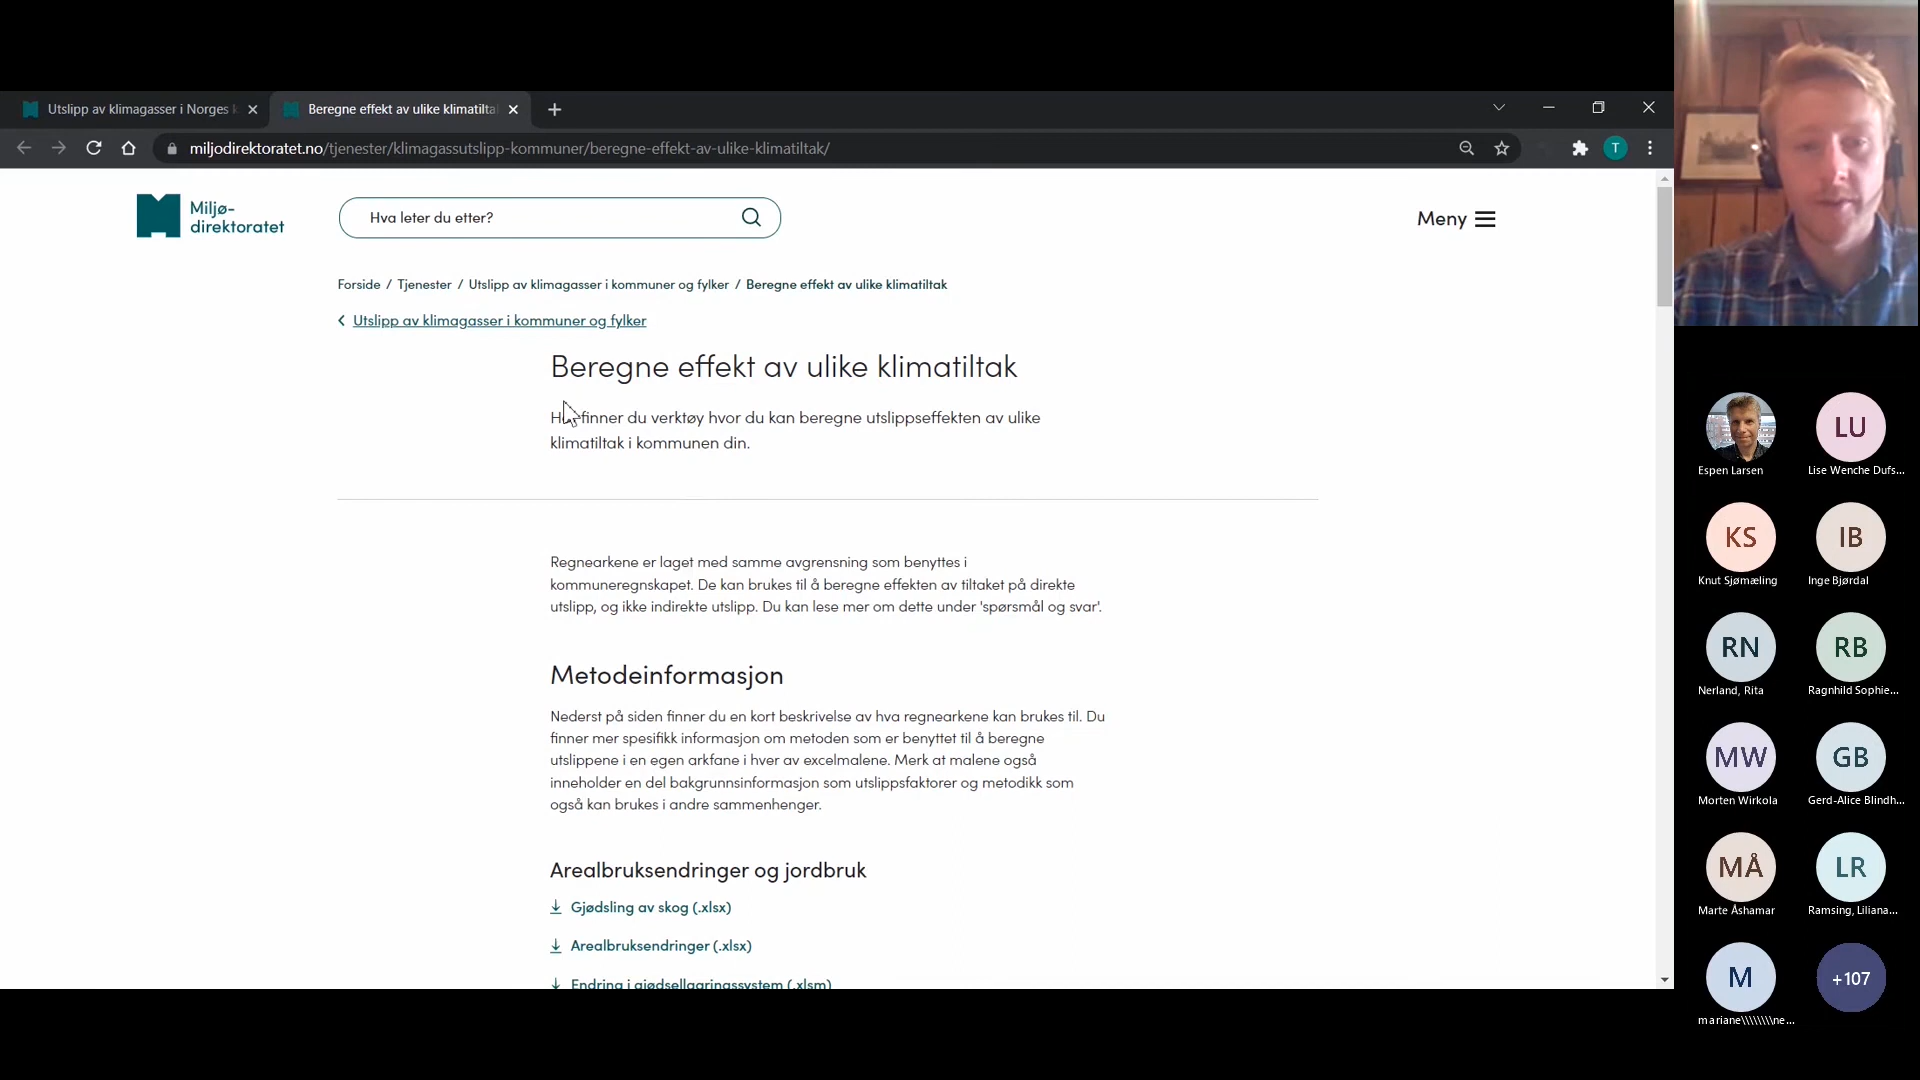 Utslipp av klimagasser i Norges k
Beregne effekt av ulike klimatilta
miljodirektoratet.no/tjenester/klimagassutslipp-kommuner/beregne-effekt-av-ulike-klimatiltak/
T
Miljø-
direktoratet
Hva leter du etter?
Meny
Forside / Tjenester / Utslipp av klimagasser i kommuner og fylker / Beregne effekt av ulike klimatiltak
Utslipp av klimagasser i kommuner og fylker
Beregne effekt av ulike klimatiltak
Her finner du verktøy hvor du kan beregne utslippseffekten av ulike
klimatiltak i kommunen din.
Regnearkene er laget med samme avgrensning som benyttes i
kommuneregnskapet. De kan brukes til å beregne effekten av tiltaket på direkte
utslipp, og ikke indirekte utslipp. Du kan lese mer om dette under 'spørsmål og svar'.
Metodeinformasjon
Nederst på siden finner du en kort beskrivelse av hva regnearkene kan brukes til. Du
finner mer spesifikk informasjon om metoden som er benyttet til å beregne
utslippene i en egen arkfane i hver av excelmalene. Merk at malene også
inneholder en del bakgrunnsinformasjon som utslippsfaktorer og metodikk som
også kan brukes i andre sammenhenger.
Arealbruksendringer og jordbruk
Gjødsling av skog (.xlsx)
Arealbruksendringer (.xlsx)
Endring i gjødsellagringssystem (.xlsm)
Espen Larsen
LU
Lise Wenche Dufs...
KS
Knut Sjømæling
IB
Inge Bjørdal
RN
Nerland, Rita
RB
Ragnhild Sophie...
MW
Morten Wirkola
GB
Gerd-Alice Blindh...
MÅ
Marte Åshamar
LR
Ramsing, Liliana...
M
mariane\\\\\\\\ne...
+107